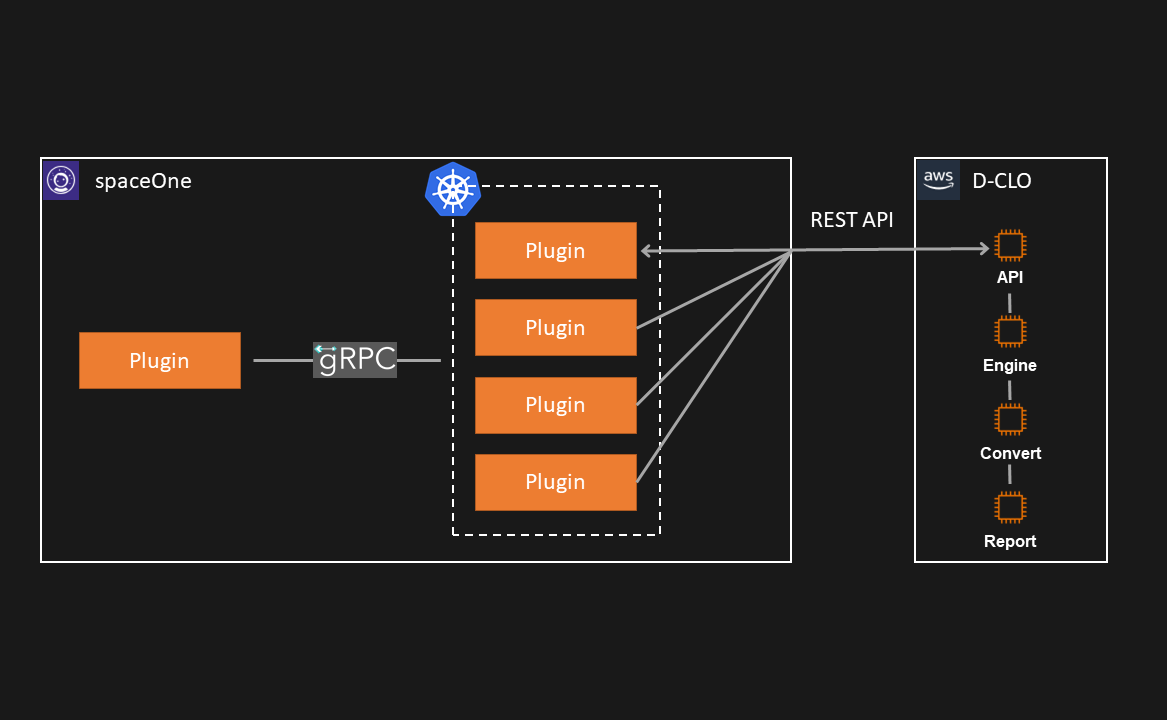 spaceOne
Plugin
gRPC
Plugin
Plugin
Plugin
Plugin
REST API
aws
D-CLO
API
Engine
Convert
Report